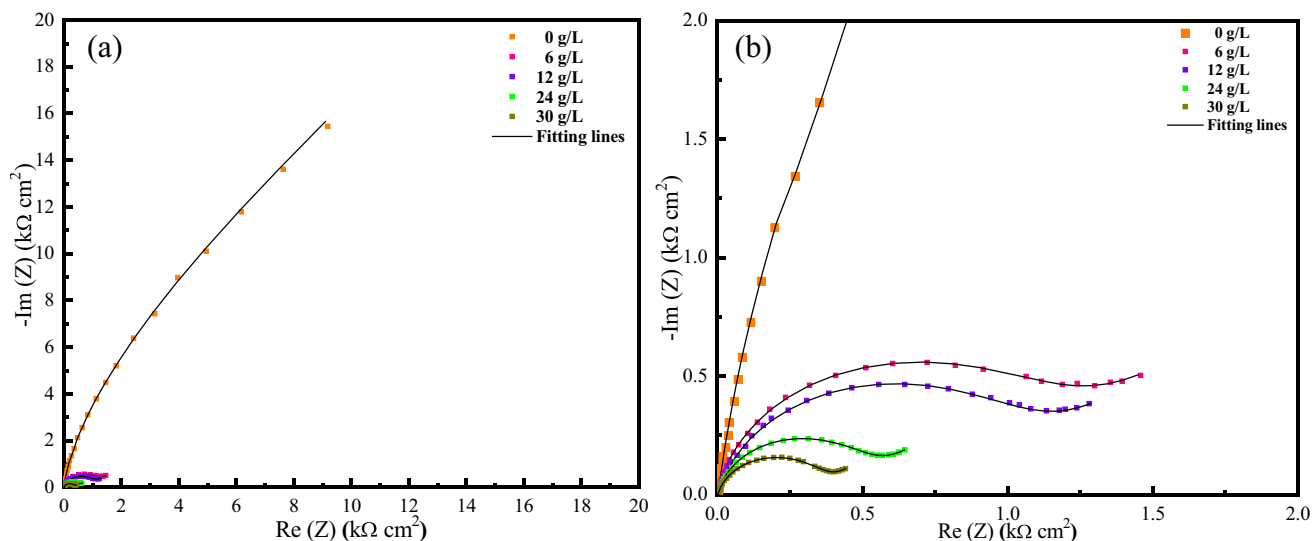 (a)
0 g/L
6 g/L
12 g/L
24 g/L
30 g/L
Fitting lines
-Im (Z) (kΩ cm²)
20
18
16
14
12
10
8
6
4
2
0
0 2 4 6 8 10 12 14 16 18 20
Re (Z) (kΩ cm²)
(b)
0 g/L
6 g/L
12 g/L
24 g/L
30 g/L
Fitting lines
-Im (Z) (kΩ cm²)
2.0
1.5
1.0
0.5
0.0
0.0 0.5 1.0 1.5 2.0
Re (Z) (kΩ cm²)